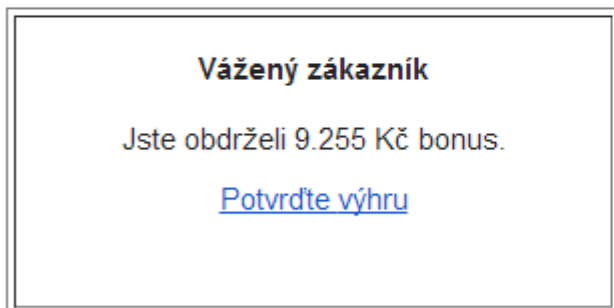 Vážený zákazník
Jste obdrželi 9.255 Kč bonus.
Potvrďte výhru